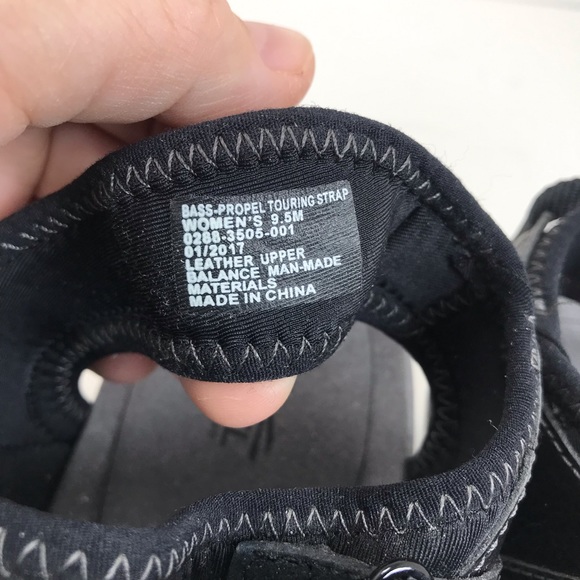 BASS-PROPEL TOURING STRAP
WOMEN'S 9.5M
0288-3505-001
01/2017
LEATHER UPPER
BALANCE MAN-MADE
MATERIALS
MADE IN CHINA